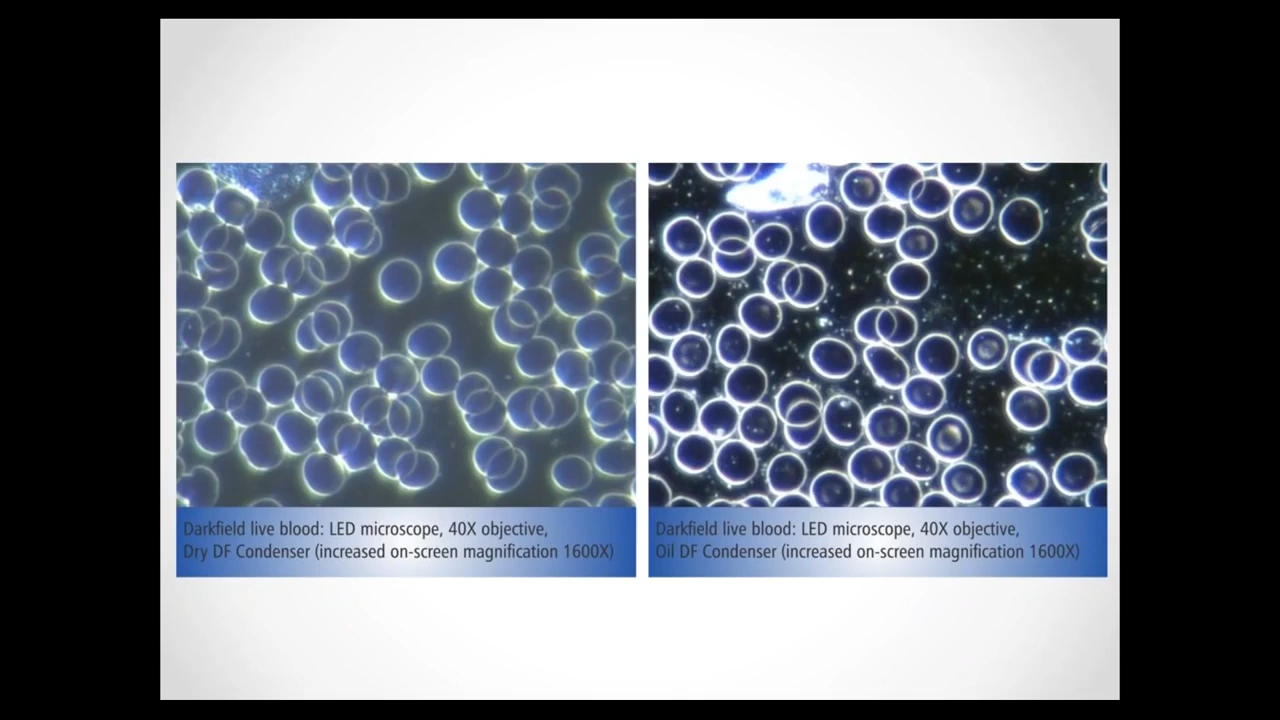 Darkfield live blood: LED microscope, 40X objective,
Dry DF Condenser (increased on-screen magnification 1600X)
Darkfield live blood: LED microscope, 40X objective,
Oil DF Condenser (increased on-screen magnification 1600X)